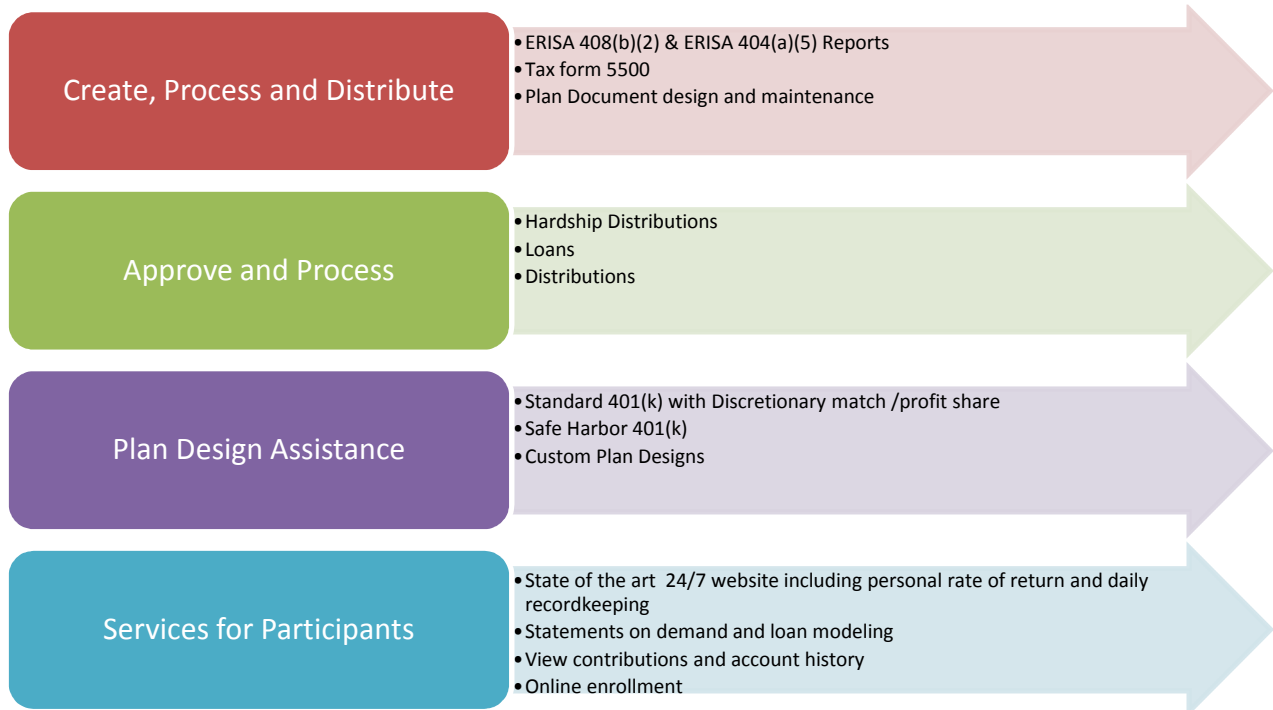 Create, Process and Distribute
•ERISA 408(b)(2) & ERISA 404(a)(5) Reports
•Tax form 5500
•Plan Document design and maintenance
Approve and Process
•Hardship Distributions
•Loans
•Distributions
Plan Design Assistance
•Standard 401(k) with Discretionary match /profit share
•Safe Harbor 401(k)
•Custom Plan Designs
Services for Participants
•State of the art 24/7 website including personal rate of return and daily
recordkeeping
•Statements on demand and loan modeling
•View contributions and account history
•Online enrollment